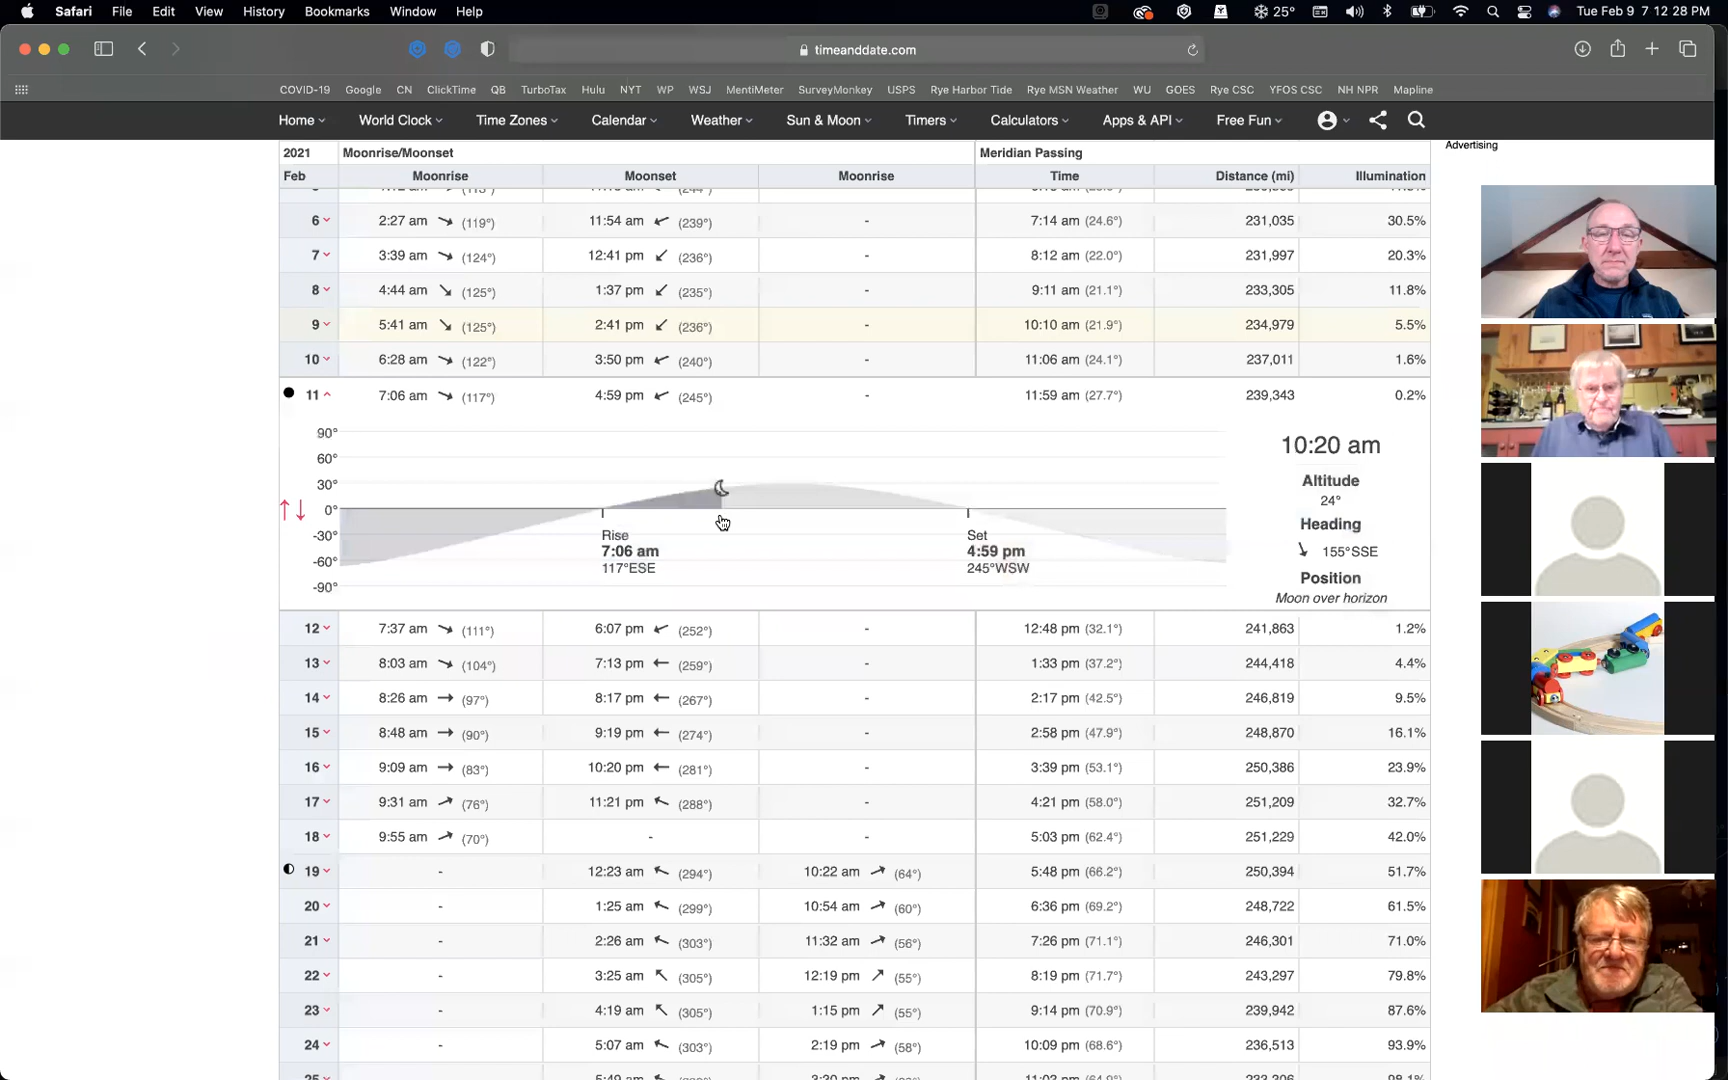 Safari File Edit View History Bookmarks Window Help 25° Tue Feb 9 7 12 28 PM
timeanddate.com
COVID-19 Google CN ClickTime QB TurboTax Hulu NYT WP WSJ MentiMeter SurveyMonkey USPS Rye Harbor Tide Rye MSN Weather WU GOES Rye CSC YFOS CSC NH NPR Mapline
Home World Clock Time Zones Calendar Weather Sun & Moon Timers Calculators Apps & API Free Fun
Advertising
2021 Moonrise/Moonset Meridian Passing
Feb Moonrise Moonset Moonrise Time Distance (mi) Illumination
6 2:27 am (119°) 11:54 am (239°) - 7:14 am (24.6°) 231,035 30.5%
7 3:39 am (124°) 12:41 pm (236°) - 8:12 am (22.0°) 231,997 20.3%
8 4:44 am (125°) 1:37 pm (235°) - 9:11 am (21.1°) 233,305 11.8%
9 5:41 am (125°) 2:41 pm (236°) - 10:10 am (21.9°) 234,979 5.5%
10 6:28 am (122°) 3:50 pm (240°) - 11:06 am (24.1°) 237,011 1.6%
11 7:06 am (117°) 4:59 pm (245°) - 11:59 am (27.7°) 239,343 0.2%
90°
60°
30°
0°
-30°
-60°
-90°
Rise
7:06 am
117°ESE
Set
4:59 pm
245°WSW
10:20 am
Altitude
24°
Heading
155°SSE
Position
Moon over horizon
12 7:37 am (111°) 6:07 pm (252°) - 12:48 pm (32.1°) 241,863 1.2%
13 8:03 am (104°) 7:13 pm (259°) - 1:33 pm (37.2°) 244,418 4.4%
14 8:26 am (97°) 8:17 pm (267°) - 2:17 pm (42.5°) 246,819 9.5%
15 8:48 am (90°) 9:19 pm (274°) - 2:58 pm (47.9°) 248,870 16.1%
16 9:09 am (83°) 10:20 pm (281°) - 3:39 pm (53.1°) 250,386 23.9%
17 9:31 am (76°) 11:21 pm (288°) - 4:21 pm (58.0°) 251,209 32.7%
18 9:55 am (70°) - - 5:03 pm (62.4°) 251,229 42.0%
19 - 12:23 am (294°) 10:22 am (64°) 5:48 pm (66.2°) 250,394 51.7%
20 - 1:25 am (299°) 10:54 am (60°) 6:36 pm (69.2°) 248,722 61.5%
21 - 2:26 am (303°) 11:32 am (56°) 7:26 pm (71.1°) 246,301 71.0%
22 - 3:25 am (305°) 12:19 pm (55°) 8:19 pm (71.7°) 243,297 79.8%
23 - 4:19 am (305°) 1:15 pm (55°) 9:14 pm (70.9°) 239,942 87.6%
24 - 5:07 am (303°) 2:19 pm (58°) 10:09 pm (68.6°) 236,513 93.9%